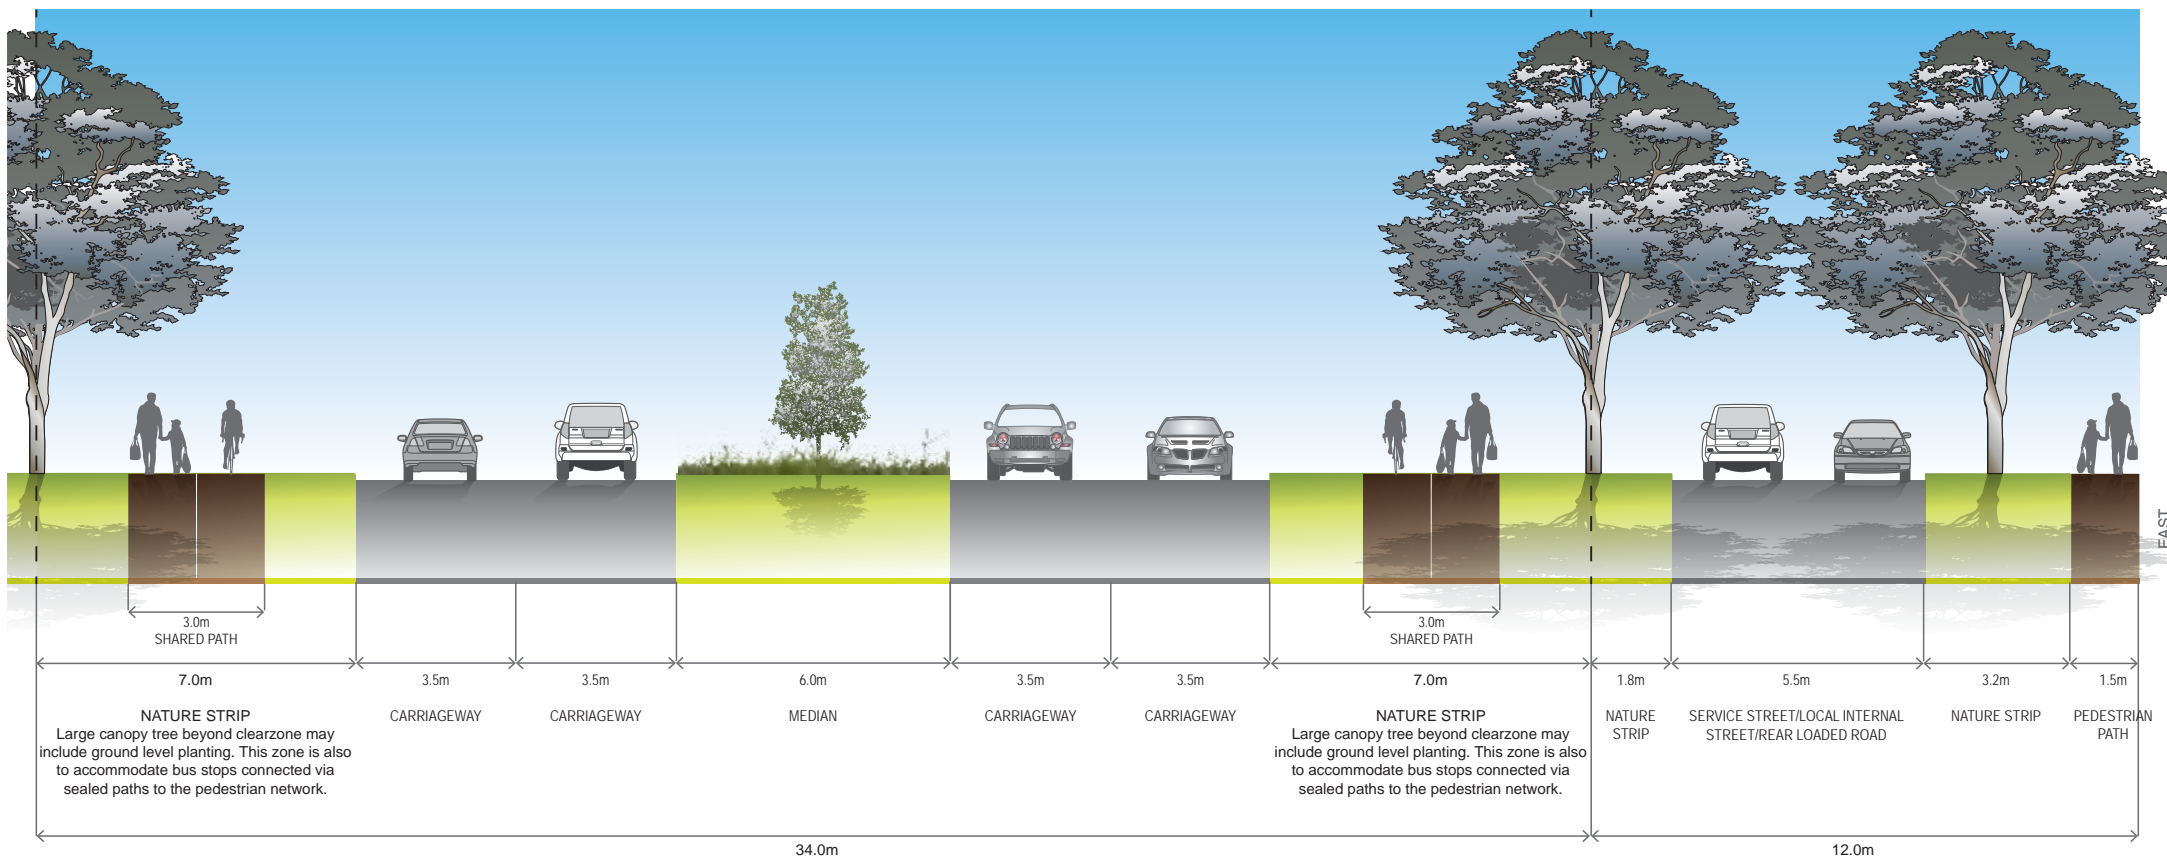 EAST
3.0m
SHARED PATH
3.0m
SHARED PATH
7.0m
3.5m
3.5m
6.0m
3.5m
3.5m
7.0m
1.8m
5.5m
3.2m
1.5m
NATURE STRIP
Large canopy tree beyond clearzone may
include ground level planting. This zone is also
to accommodate bus stops connected via
sealed paths to the pedestrian network.
CARRIAGEWAY
CARRIAGEWAY
MEDIAN
CARRIAGEWAY
CARRIAGEWAY
NATURE STRIP
Large canopy tree beyond clearzone may
include ground level planting. This zone is also
to accommodate bus stops connected via
sealed paths to the pedestrian network.
NATURE
STRIP
SERVICE STREET/LOCAL INTERNAL
STREET/REAR LOADED ROAD
NATURE STRIP
PEDESTRIAN
PATH
34.0m
12.0m